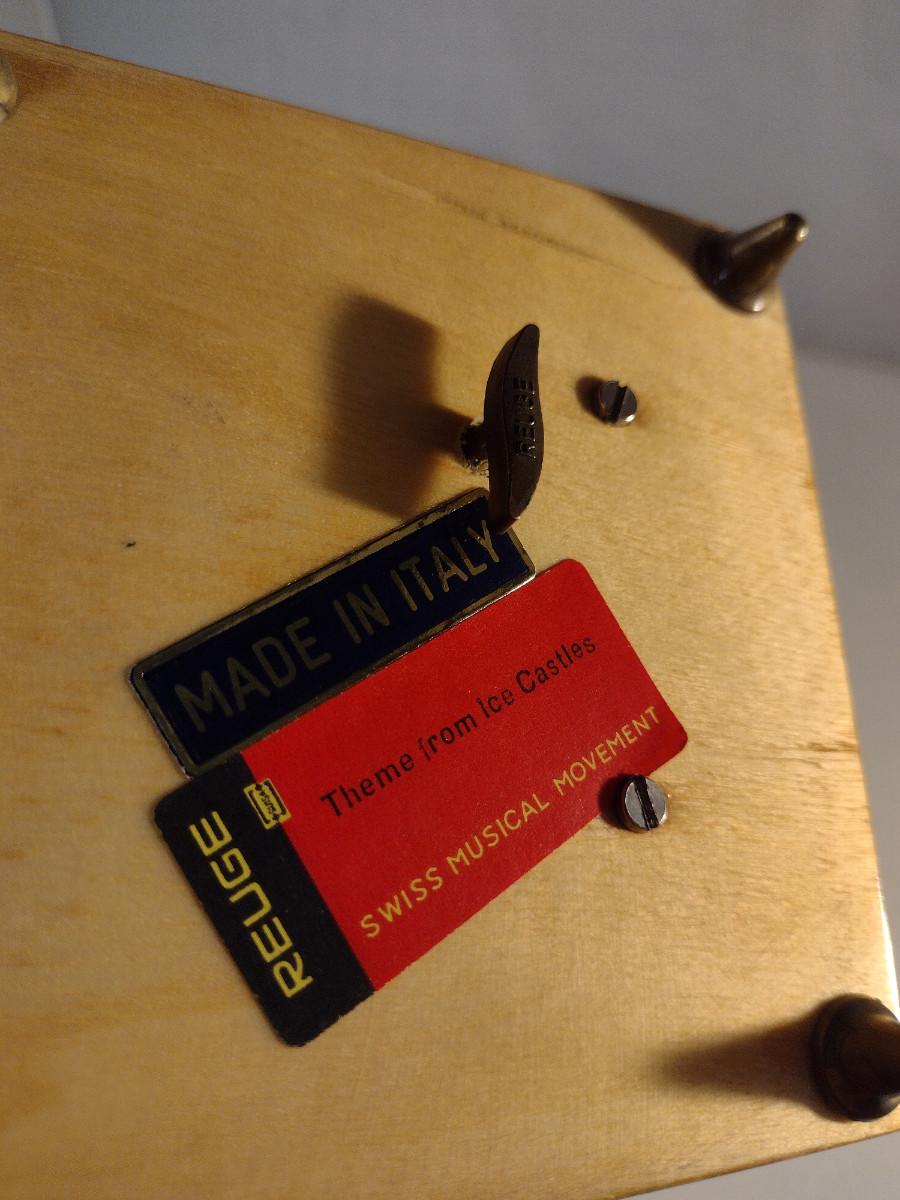 REUGE
MADE IN ITALY
Theme from Ice Castles
SWISS MUSICAL MOVEMENT
REUGE